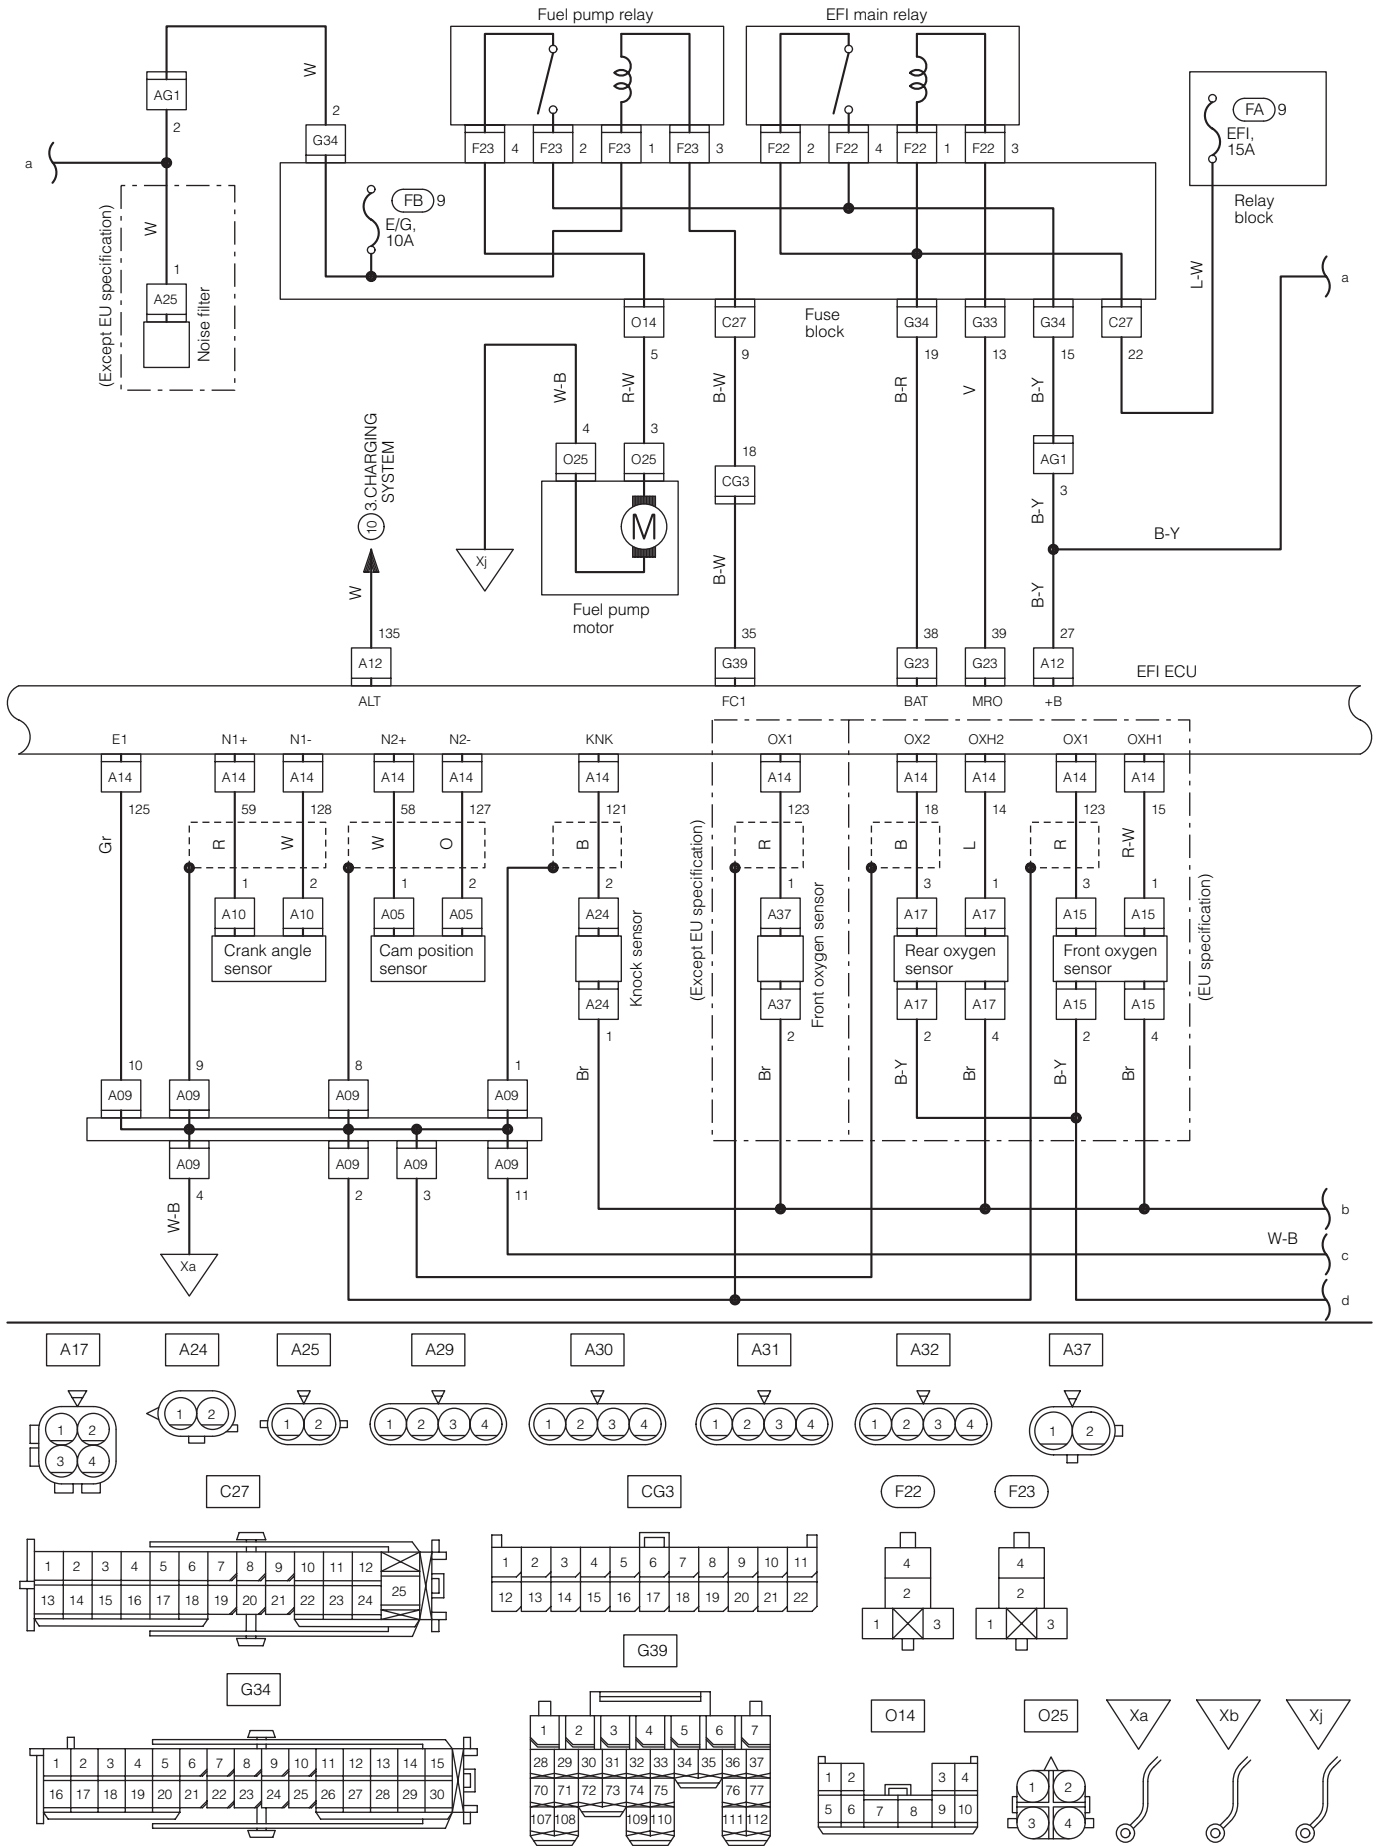 Fuel pump relay
EFI main relay
AG1
2
W
2
G34
a
F23 4 F23 2 F23 1 F23 3
F22 2 F22 4 F22 1 F22 3
FA 9
EFI,
15A
Relay
block
FB 9
E/G,
10A
W
1
A25
(Except EU specification)
Noise filter
O14
5
C27
9
Fuse
block
G34
19
G33
13
G34
15
C27
22
L-W
a
W-B
R-W
B-W
B-R
V
B-Y
4
3
18
O25
O25
CG3
AG1
3
M
10 3.CHARGING
SYSTEM
Xj
B-W
B-Y
B-Y
B-Y
Fuel pump
motor
W
135
35
38
39
27
A12
G39
G23
G23
A12
EFI ECU
ALT
FC1
BAT
MRO
+B
E1
N1+
N1-
N2+
N2-
KNK
OX1
OX2
OXH2
OX1
OXH1
A14
A14
A14
A14
A14
A14
A14
A14
A14
A14
A14
125
59
128
58
127
121
123
18
14
123
15
Gr
R
W
W
O
B
R
B
L
R
R-W
1
2
1
2
2
1
3
1
3
1
A10
A10
A05
A05
A24
A37
A17
A17
A15
A15
Crank angle
sensor
Cam position
sensor
Knock sensor
(Except EU specification)
Front oxygen sensor
Rear oxygen
sensor
Front oxygen
sensor
(EU specification)
A24
A37
A17
A17
A15
A15
1
2
2
4
2
4
Br
Br
B-Y
Br
B-Y
Br
10
9
8
1
A09
A09
A09
A09
A09
A09
A09
A09
4
2
3
11
W-B
Xa
b
W-B
c
d
A17
A24
A25
A29
A30
A31
A32
A37
1 2
3 4
1 2
1 2
1 2 3 4
1 2 3 4
1 2 3 4
1 2 3 4
1 2
C27
CG3
F22
F23
1 2 3 4 5 6 7 8 9 10 11 12
13 14 15 16 17 18 19 20 21 22 23 24 25
1 2 3 4 5 6 7 8 9 10 11
12 13 14 15 16 17 18 19 20 21 22
4
2
1 3
4
2
1 3
G34
G39
O14
O25
Xa
Xb
Xj
1 2 3 4 5 6 7 8 9 10 11 12 13 14 15
16 17 18 19 20 21 22 23 24 25 26 27 28 29 30
1 2 3 4 5 6 7
28 29 30 31 32 33 34 35 36 37
70 71 72 73 74 75 76 77
107 108 109 110 111 112
1 2 3 4
5 6 7 8 9 10
1 2
3 4